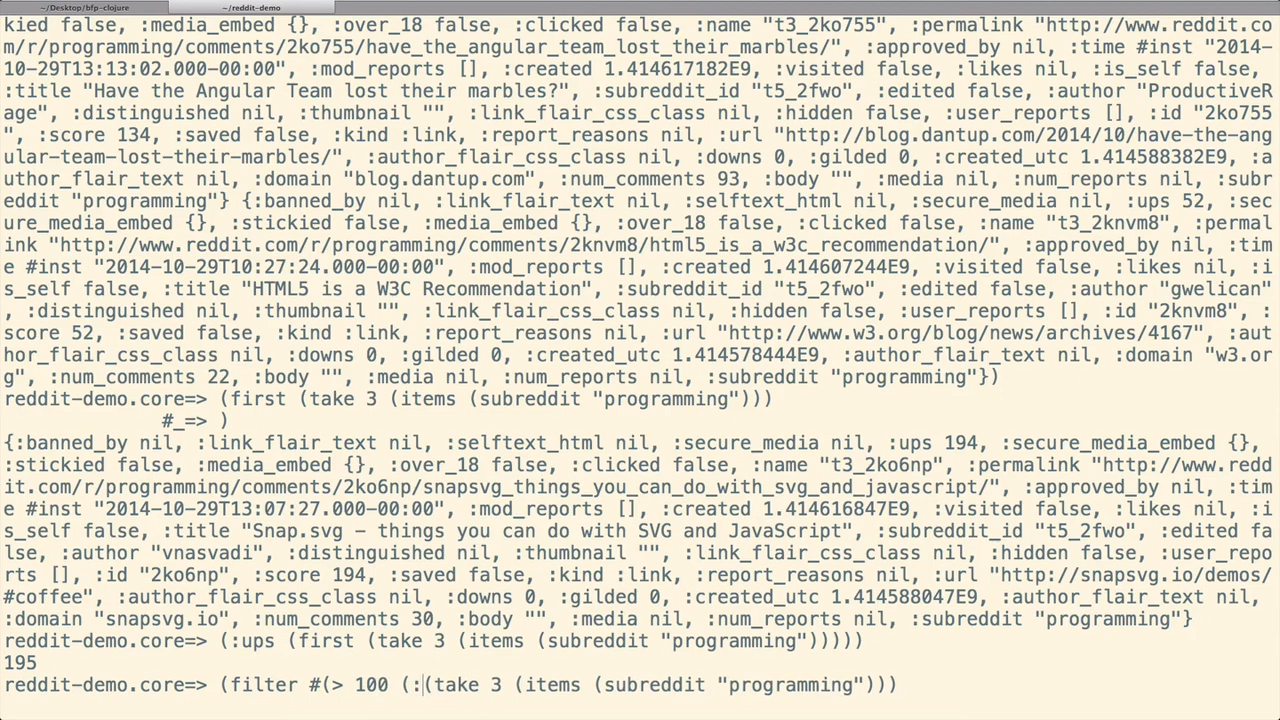 ~/Desktop/bfp-clojure ~/reddit-demo
kied false, :media_embed {}, :over_18 false, :clicked false, :name "t3_2ko755", :permalink "http://www.reddit.co
m/r/programming/comments/2ko755/have_the_angular_team_lost_their_marbles/", :approved_by nil, :time #inst "2014-
10-29T13:13:02.000-00:00", :mod_reports [], :created 1.414617182E9, :visited false, :likes nil, :is_self false,
:title "Have the Angular Team lost their marbles?", :subreddit_id "t5_2fwo", :edited false, :author "ProductiveR
age", :distinguished nil, :thumbnail "", :link_flair_css_class nil, :hidden false, :user_reports [], :id "2ko755
", :score 134, :saved false, :kind :link, :report_reasons nil, :url "http://blog.dantup.com/2014/10/have-the-ang
ular-team-lost-their-marbles/", :author_flair_css_class nil, :downs 0, :gilded 0, :created_utc 1.414588382E9, :a
uthor_flair_text nil, :domain "blog.dantup.com", :num_comments 93, :body "", :media nil, :num_reports nil, :subr
eddit "programming"} {:banned_by nil, :link_flair_text nil, :selftext_html nil, :secure_media nil, :ups 52, :sec
ure_media_embed {}, :stickied false, :media_embed {}, :over_18 false, :clicked false, :name "t3_2knvm8", :permal
ink "http://www.reddit.com/r/programming/comments/2knvm8/html5_is_a_w3c_recommendation/", :approved_by nil, :tim
e #inst "2014-10-29T10:27:24.000-00:00", :mod_reports [], :created 1.414607244E9, :visited false, :likes nil, :i
s_self false, :title "HTML5 is a W3C Recommendation", :subreddit_id "t5_2fwo", :edited false, :author "gwelican"
, :distinguished nil, :thumbnail "", :link_flair_css_class nil, :hidden false, :user_reports [], :id "2knvm8", :
score 52, :saved false, :kind :link, :report_reasons nil, :url "http://www.w3.org/blog/news/archives/4167", :aut
hor_flair_css_class nil, :downs 0, :gilded 0, :created_utc 1.414578444E9, :author_flair_text nil, :domain "w3.or
g", :num_comments 22, :body "", :media nil, :num_reports nil, :subreddit "programming"})
reddit-demo.core=> (first (take 3 (items (subreddit "programming")))
#_=> )
{:banned_by nil, :link_flair_text nil, :selftext_html nil, :secure_media nil, :ups 194, :secure_media_embed {},
:stickied false, :media_embed {}, :over_18 false, :clicked false, :name "t3_2ko6np", :permalink "http://www.redd
it.com/r/programming/comments/2ko6np/snapsvg_things_you_can_do_with_svg_and_javascript/", :approved_by nil, :tim
e #inst "2014-10-29T13:07:27.000-00:00", :mod_reports [], :created 1.414616847E9, :visited false, :likes nil, :i
s_self false, :title "Snap.svg – things you can do with SVG and JavaScript", :subreddit_id "t5_2fwo", :edited fa
lse, :author "vnasvadi", :distinguished nil, :thumbnail "", :link_flair_css_class nil, :hidden false, :user_repo
rts [], :id "2ko6np", :score 194, :saved false, :kind :link, :report_reasons nil, :url "http://snapsvg.io/demos/
#coffee", :author_flair_css_class nil, :downs 0, :gilded 0, :created_utc 1.414588047E9, :author_flair_text nil,
:domain "snapsvg.io", :num_comments 30, :body "", :media nil, :num_reports nil, :subreddit "programming"}
reddit-demo.core=> (:ups (first (take 3 (items (subreddit "programming")))))
195
reddit-demo.core=> (filter #(> 100 (:(take 3 (items (subreddit "programming")))